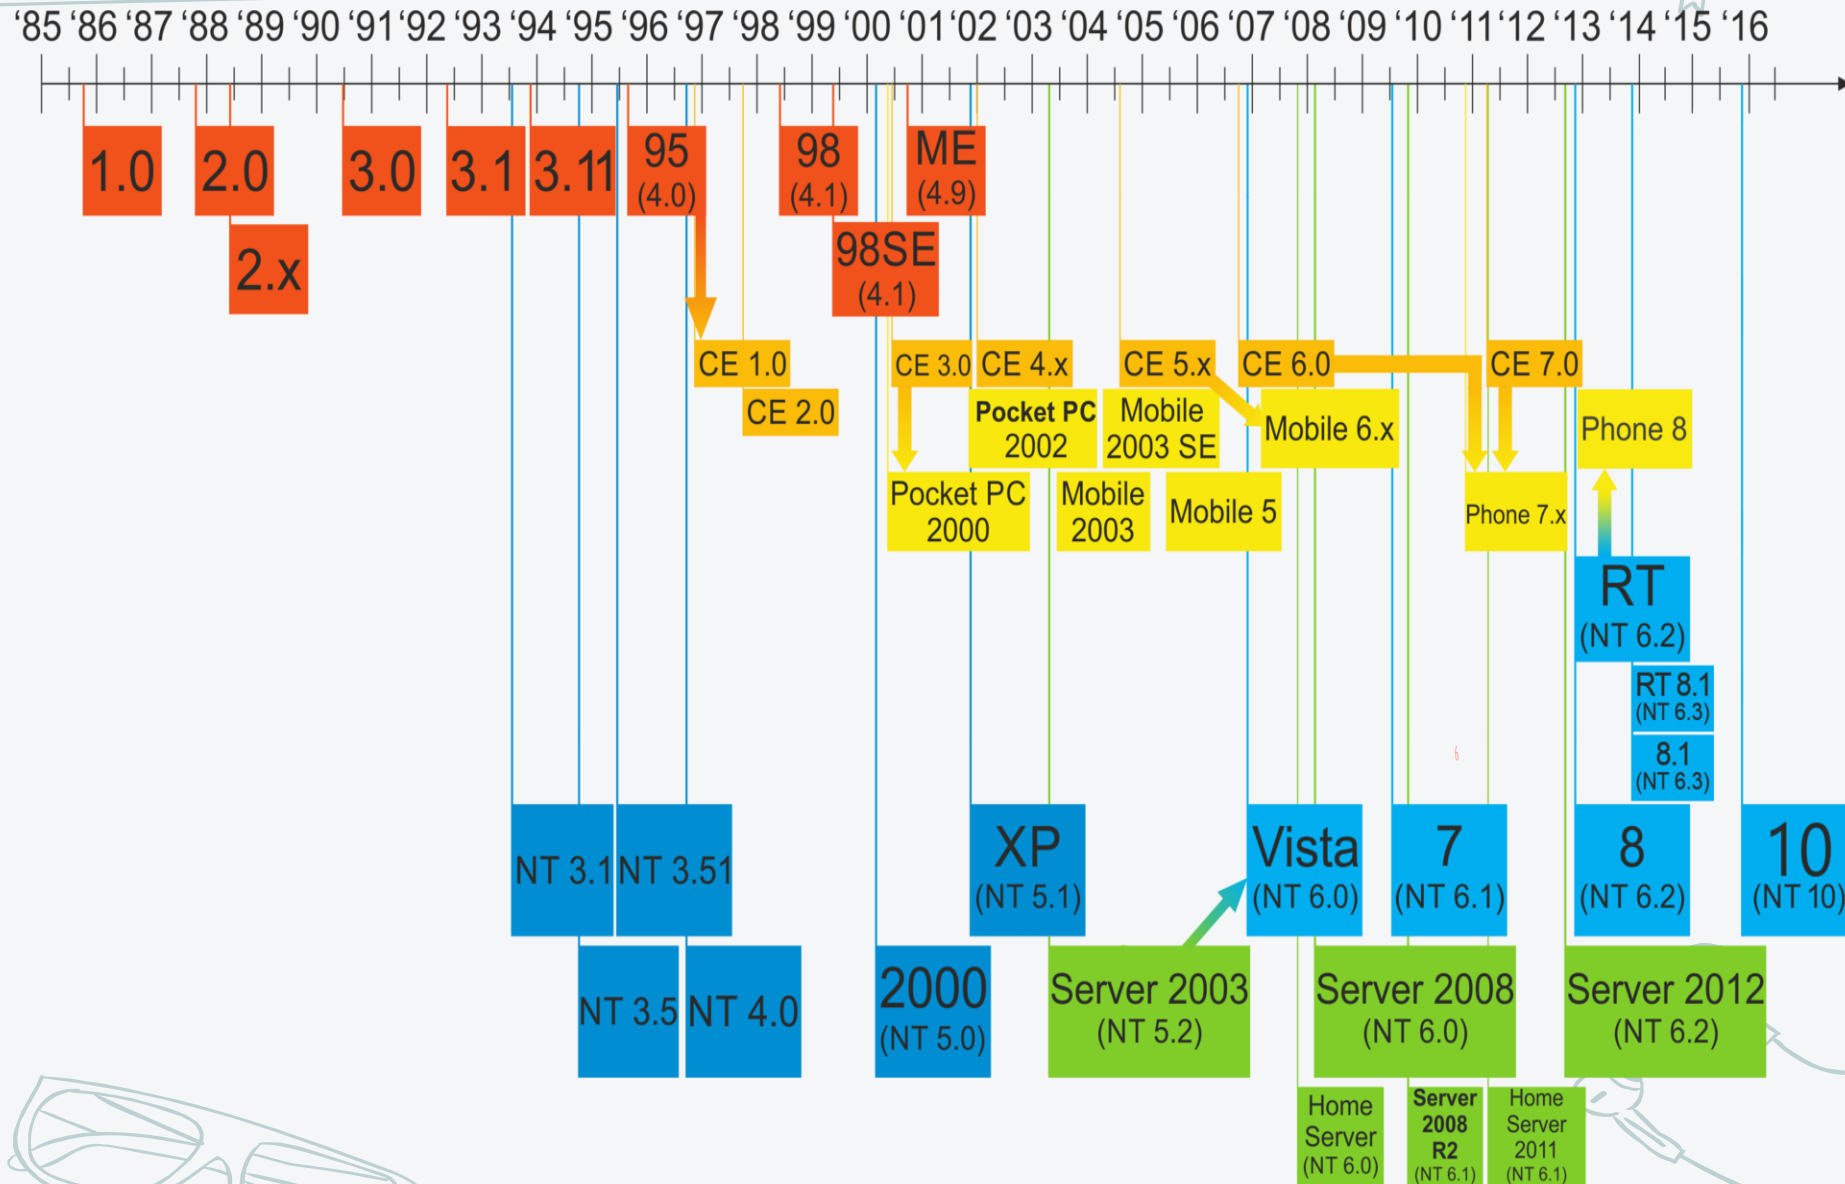 ‘85 ‘86 ‘87 ‘88 ‘89 ‘90 ‘91 ‘92 ‘93 ‘94 ‘95 ‘96 ‘97 ‘98 ‘99 ‘00 ‘01 ‘02 ‘03 ‘04 ‘05 ‘06 ‘07 ‘08 ‘09 ‘10 ‘11 ‘12 ‘13 ‘14 ‘15 ‘16
1.0
2.0
3.0
3.1
3.11
95
(4.0)
98
(4.1)
ME
(4.9)
2.x
98SE
(4.1)
CE 1.0
CE 3.0
CE 4.x
CE 5.x
CE 6.0
CE 7.0
CE 2.0
Pocket PC
2002
Mobile
2003 SE
Mobile 6.x
Phone 8
Pocket PC
2000
Mobile
2003
Mobile 5
Phone 7.x
RT
(NT 6.2)
RT 8.1
(NT 6.3)
8.1
(NT 6.3)
6
NT 3.1
NT 3.51
XP
(NT 5.1)
Vista
(NT 6.0)
7
(NT 6.1)
8
(NT 6.2)
10
(NT 10)
NT 3.5
NT 4.0
2000
(NT 5.0)
Server 2003
(NT 5.2)
Server 2008
(NT 6.0)
Server 2012
(NT 6.2)
Home
Server
(NT 6.0)
Server
2008
R2
(NT 6.1)
Home
Server
2011
(NT 6.1)